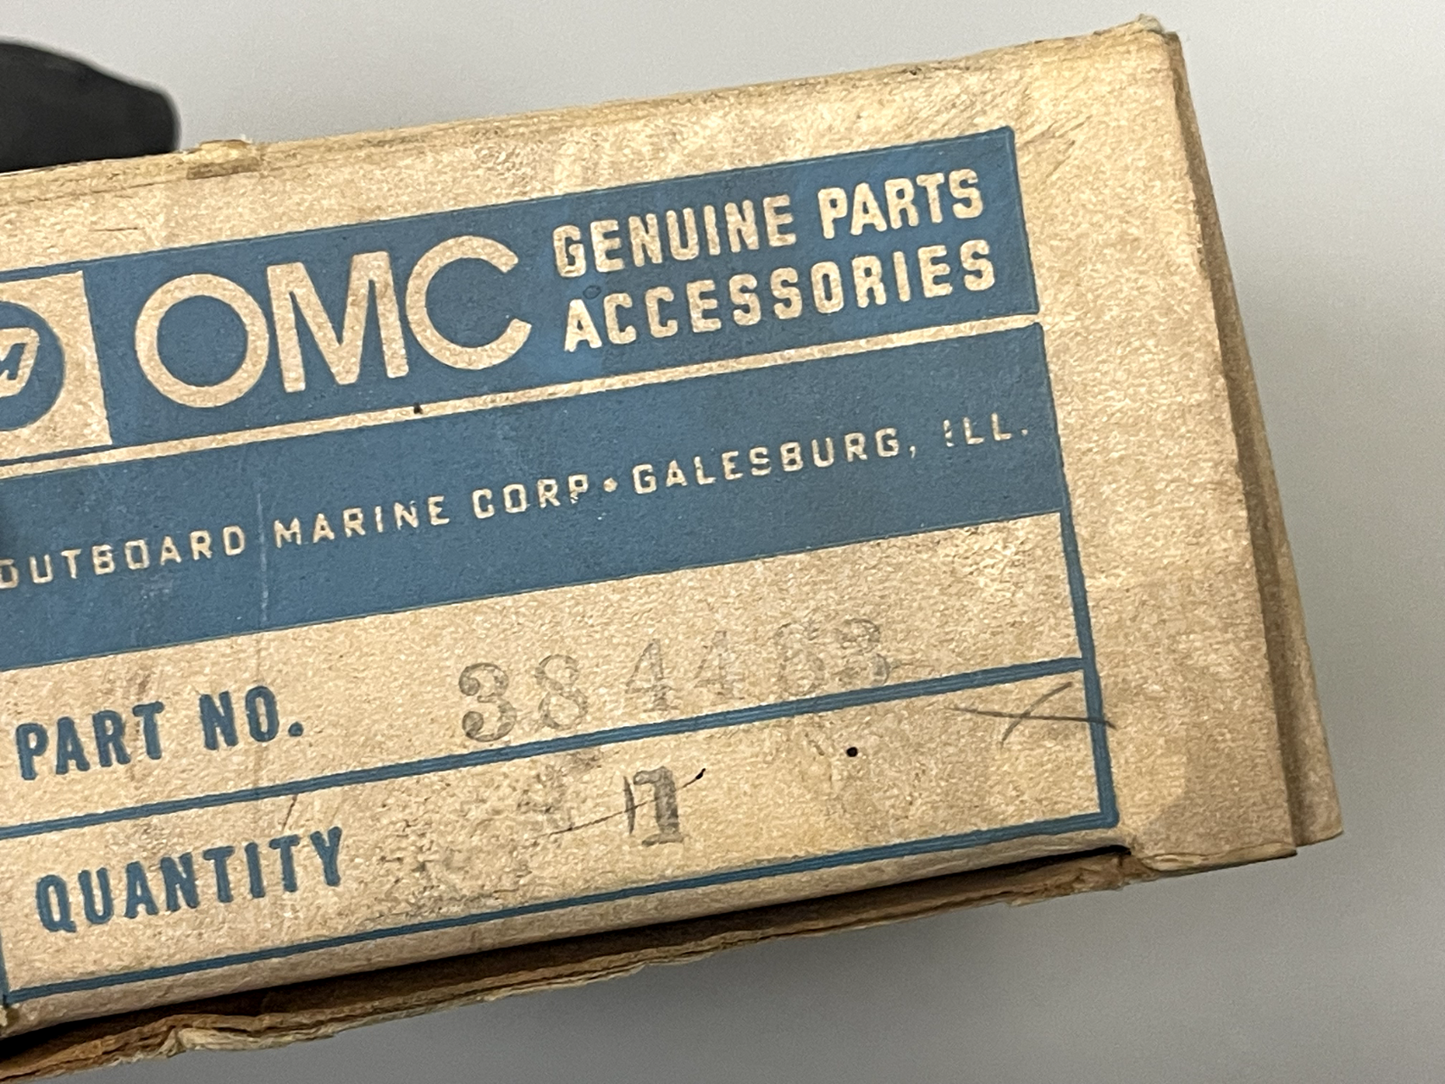 OMC
GENUINE PARTS
ACCESSORIES
OUTBOARD MARINE CORP•GALESBURG, ILL.
PART NO.
QUANTITY 1